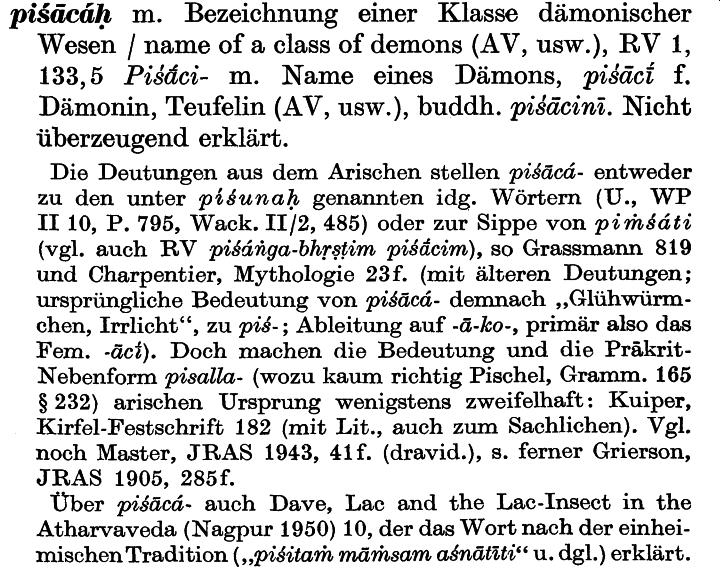 piśācáḥ m. Bezeichnung einer Klasse dämonischer
Wesen / name of a class of demons (AV, usw.), RV 1,
133,5 Piśā́ci- m. Name eines Dämons, piśācī́ f.
Dämonin, Teufelin (AV, usw.), buddh. piśācinī. Nicht
überzeugend erklärt.
Die Deutungen aus dem Arischen stellen piśācá- entweder
zu den unter píśunaḥ genannten idg. Wörtern (U., WP
II 10, P. 795, Wack. II/2, 485) oder zur Sippe von piṁśáti
(vgl. auch RV piśáṅga-bhṛṣṭim piśā́cim), so Grassmann 819
und Charpentier, Mythologie 23f. (mit älteren Deutungen;
ursprüngliche Bedeutung von piśācá- demnach „Glühwürm-
chen, Irrlicht“, zu piś-; Ableitung auf -ā-ko-, primär also das
Fem. -ācī́). Doch machen die Bedeutung und die Prākrit-
Nebenform pisalla- (wozu kaum richtig Pischel, Gramm. 165
§ 232) arischen Ursprung wenigstens zweifelhaft: Kuiper,
Kirfel-Festschrift 182 (mit Lit., auch zum Sachlichen). Vgl.
noch Master, JRAS 1943, 41f. (dravid.), s. ferner Grierson,
JRAS 1905, 285f.
Über piśācá- auch Dave, Lac and the Lac-Insect in the
Atharvaveda (Nagpur 1950) 10, der das Wort nach der einhei-
mischen Tradition („piśitaṁ māṁsam aśnātīti“ u. dgl.) erklärt.